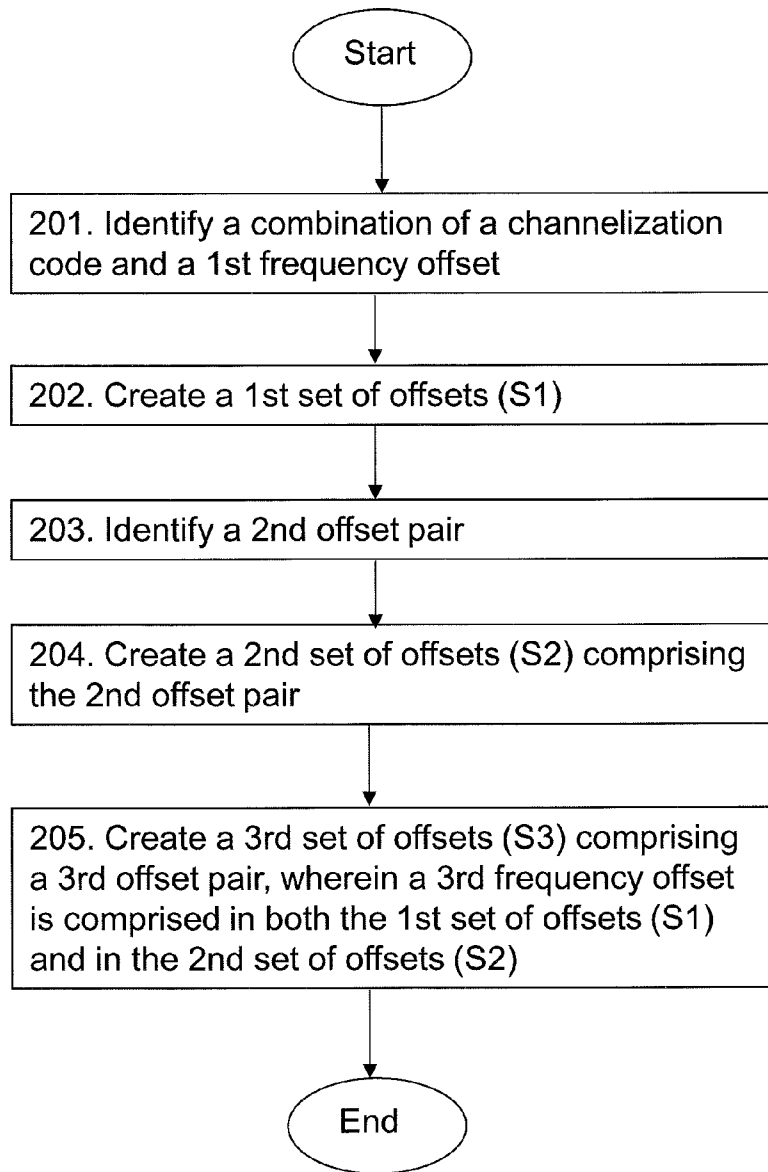 Start
201. Identify a combination of a channelization
code and a 1st frequency offset
202. Create a 1st set of offsets (S1)
203. Identify a 2nd offset pair
204. Create a 2nd set of offsets (S2) comprising
the 2nd offset pair
205. Create a 3rd set of offsets (S3) comprising
a 3rd offset pair, wherein a 3rd frequency offset
is comprised in both the 1st set of offsets (S1)
and in the 2nd set of offsets (S2)
End